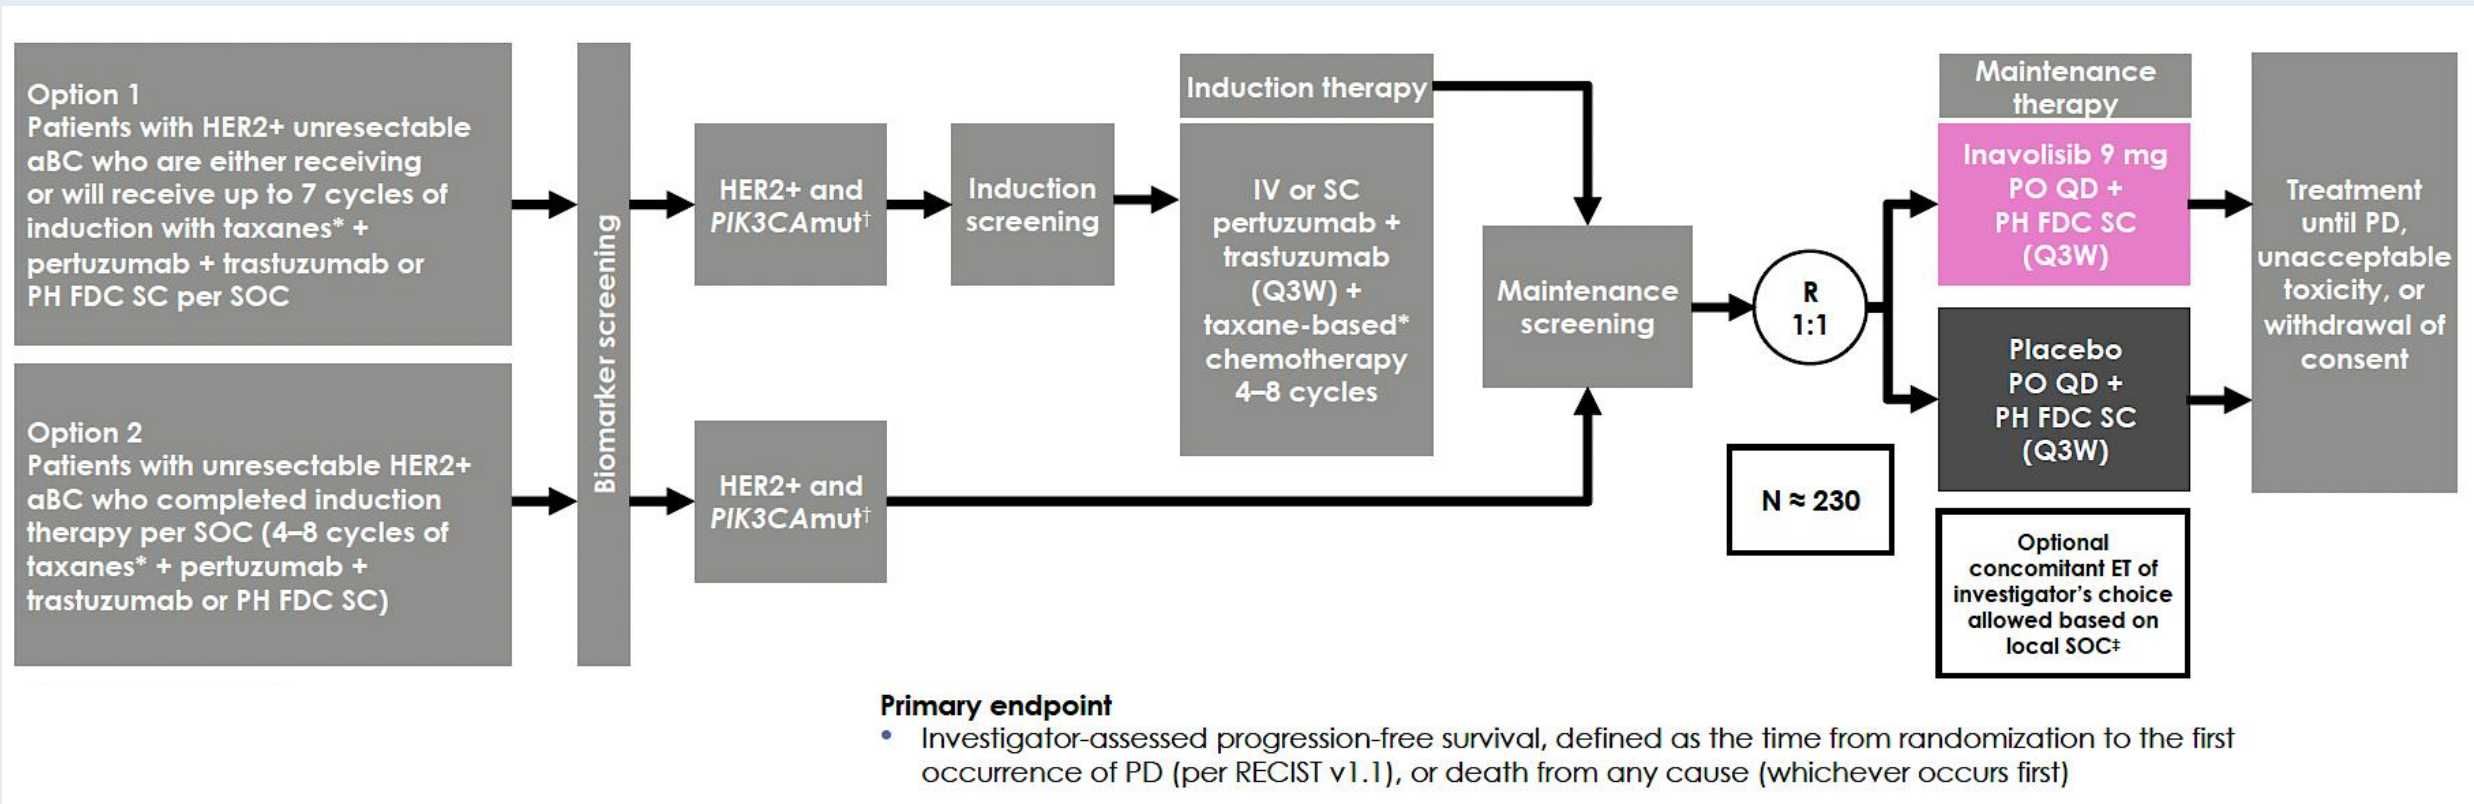 Option 1
Patients with HER2+ unresectable
aBC who are either receiving
or will receive up to 7 cycles of
induction with taxanes* +
pertuzumab + trastuzumab or
PH FDC SC per SOC
Option 2
Patients with unresectable HER2+
aBC who completed induction
therapy per SOC (4–8 cycles of
taxanes* + pertuzumab +
trastuzumab or PH FDC SC)
Biomarker screening
HER2+ and
PIK3CAmut†
HER2+ and
PIK3CAmut†
Induction
screening
Induction therapy
IV or SC
pertuzumab +
trastuzumab
(Q3W) +
taxane-based*
chemotherapy
4–8 cycles
Maintenance
screening
R
1:1
N ≈ 230
Maintenance
therapy
Inavolisib 9 mg
PO QD +
PH FDC SC
(Q3W)
Placebo
PO QD +
PH FDC SC
(Q3W)
Optional
concomitant ET of
investigator's choice
allowed based on
local SOC‡
Treatment
until PD,
unacceptable
toxicity, or
withdrawal of
consent
Primary endpoint
• Investigator-assessed progression-free survival, defined as the time from randomization to the first
occurrence of PD (per RECIST v1.1), or death from any cause (whichever occurs first)